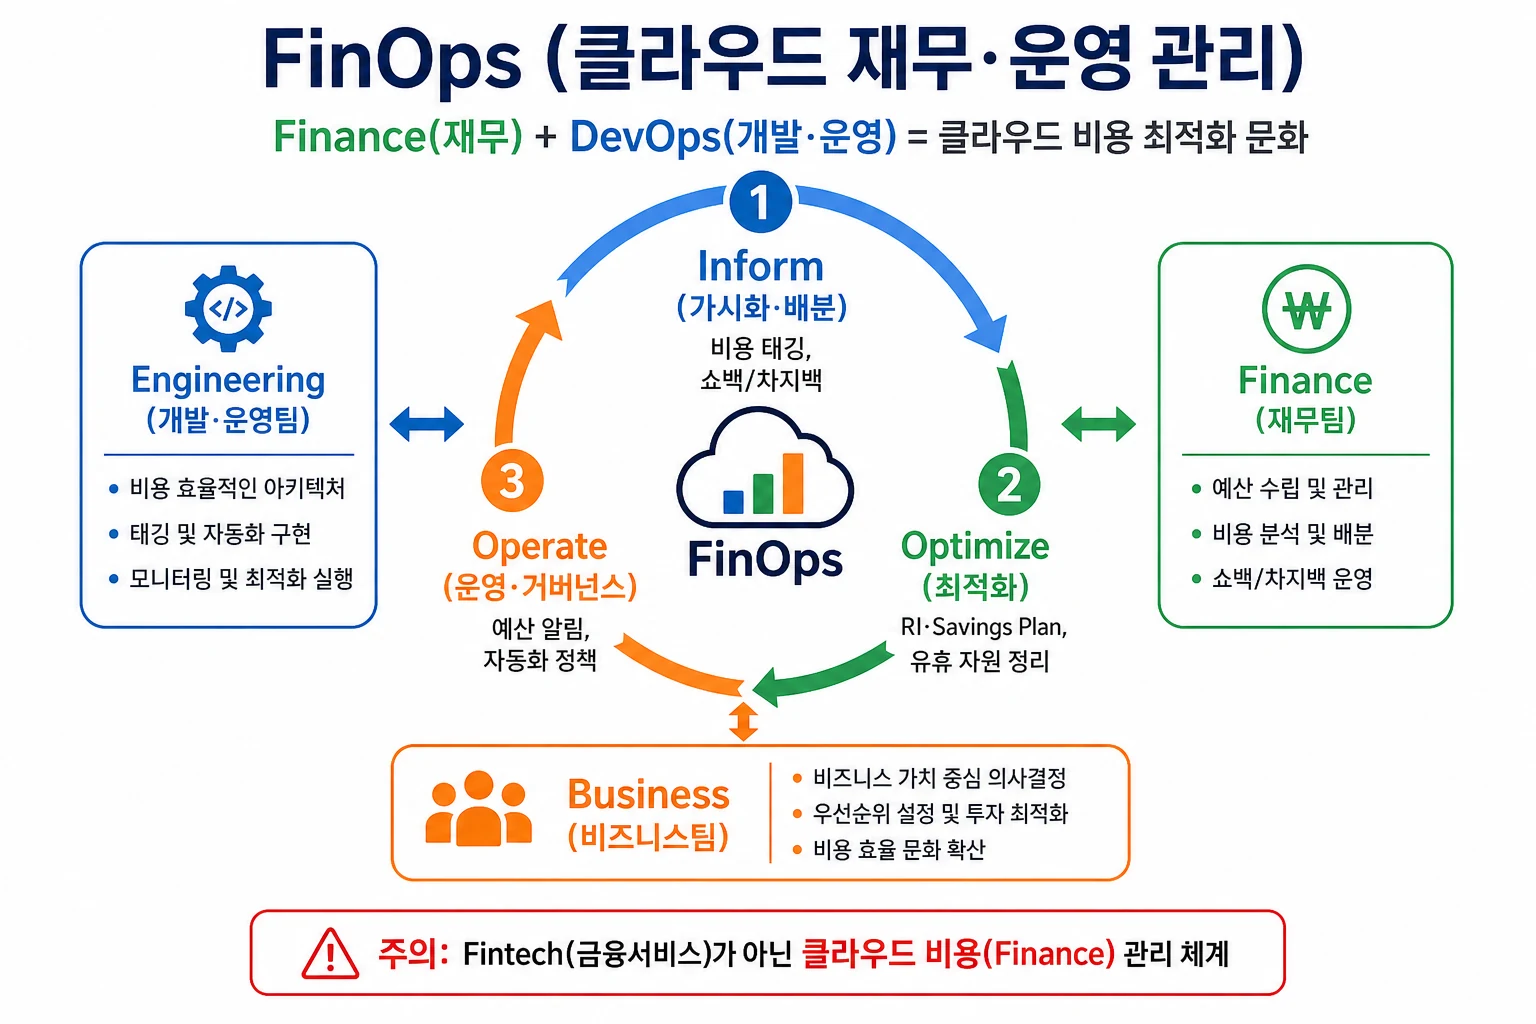 FinOps (클라우드 재무·운영 관리)
Finance(재무) + DevOps(개발·운영) = 클라우드 비용 최적화 문화
1
Inform
(가시화·배분)
비용 태깅,
쇼백/차지백
</>
Engineering
(개발·운영팀)
• 비용 효율적인 아키텍처
• 태깅 및 자동화 구현
• 모니터링 및 최적화 실행
₩
Finance
(재무팀)
• 예산 수립 및 관리
• 비용 분석 및 배분
• 쇼백/차지백 운영
3
Operate
(운영·거버넌스)
예산 알림,
자동화 정책
FinOps
2
Optimize
(최적화)
RI·Savings Plan,
유휴 자원 정리
Business
(비즈니스팀)
• 비즈니스 가치 중심 의사결정
• 우선순위 설정 및 투자 최적화
• 비용 효율 문화 확산
주의: Fintech(금융서비스)가 아닌 클라우드 비용(Finance) 관리 체계